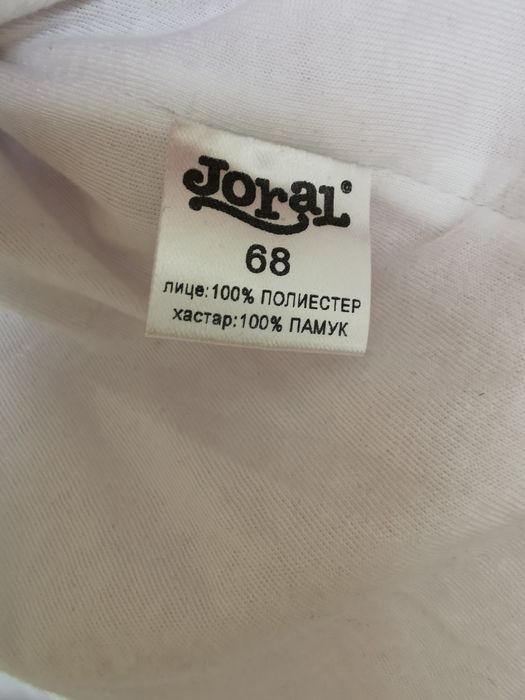 Joral®
68
лице:100% ПОЛИЕСТЕР
хастар:100% ПАМУК